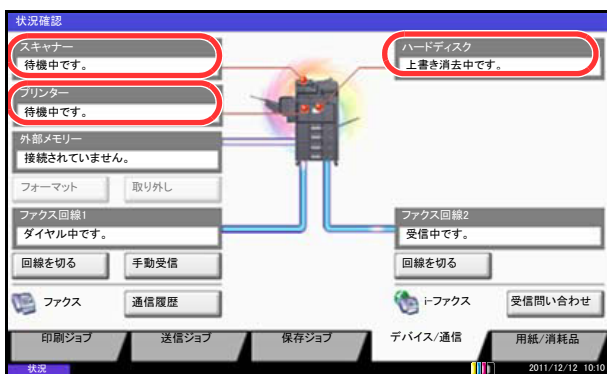 状況確認
スキャナー
待機中です。
ハードディスク
上書き消去中です。
プリンター
待機中です。
外部メモリー
接続されていません。
フォーマット
取り外し
ファクス回線1
ダイヤル中です。
ファクス回線2
受信中です。
回線を切る
手動受信
回線を切る
ファクス
通信履歴
i-ファクス
受信問い合わせ
印刷ジョブ
送信ジョブ
保存ジョブ
デバイス/通信
用紙/消耗品
状況
2011/12/12 10:10